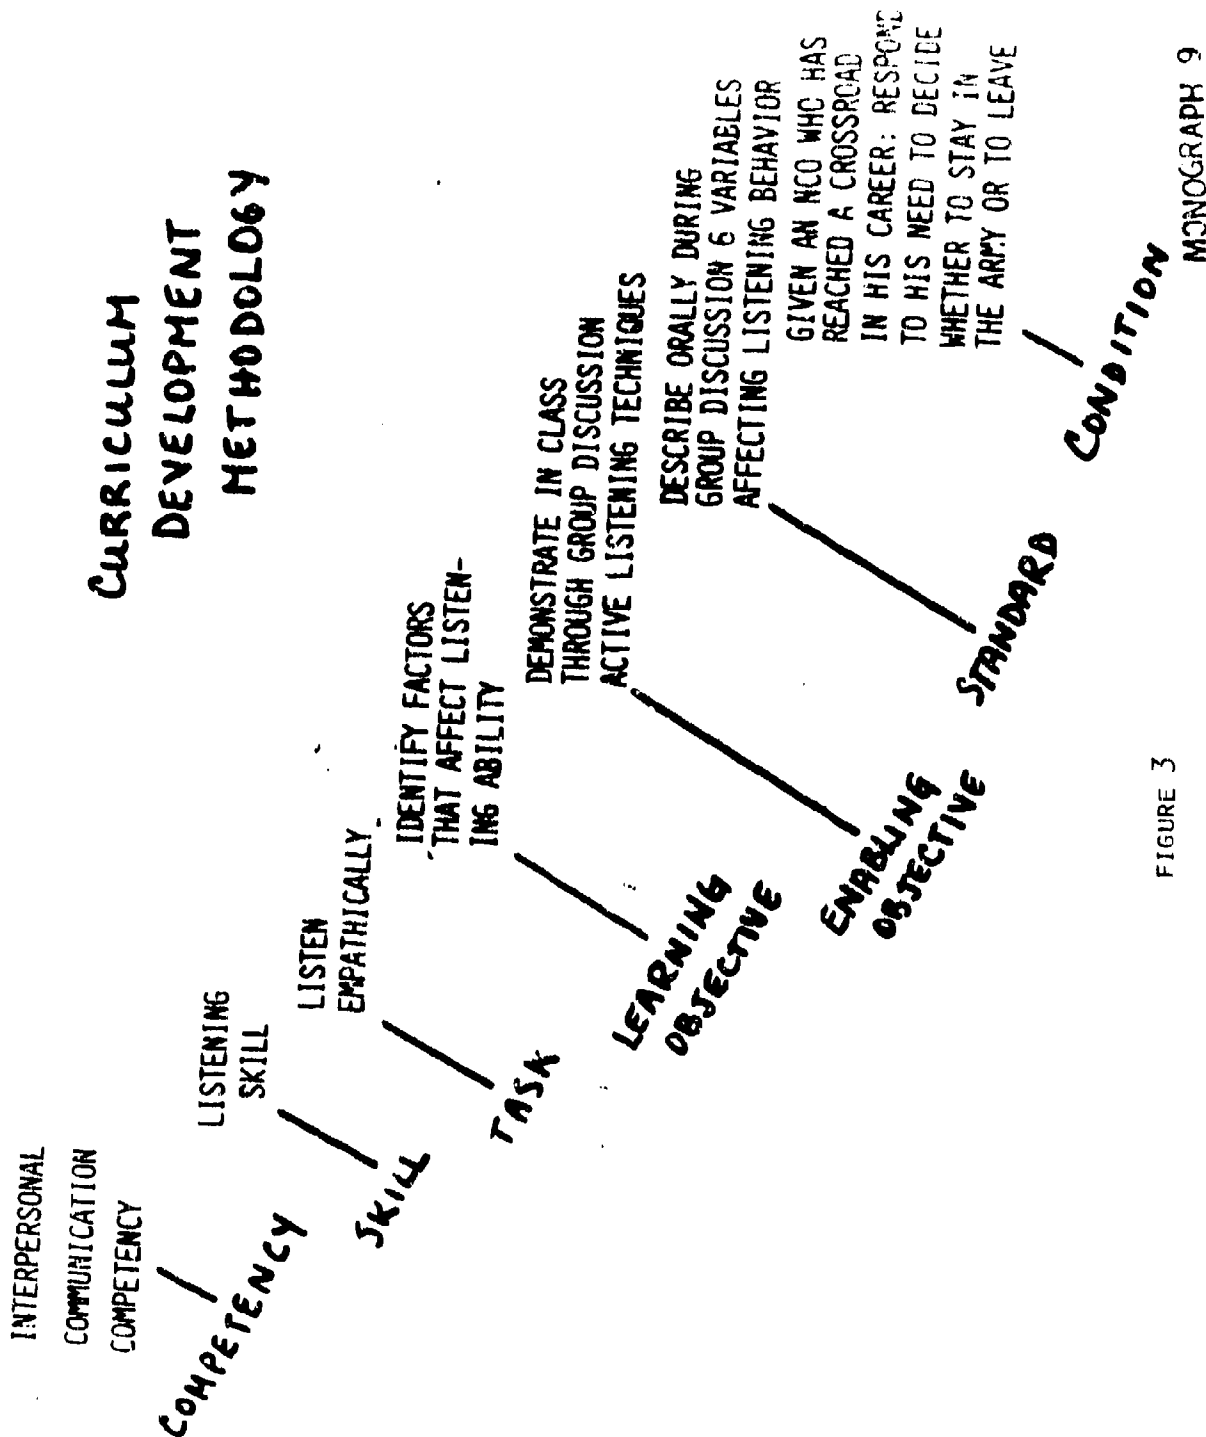 CURRICULUM
DEVELOPMENT
METHODOLOGY
INTERPERSONAL
COMMUNICATION
COMPETENCY
COMPETENCY
LISTENING
SKILL
SKILL
LISTEN
EMPATHICALLY
TASK
IDENTIFY FACTORS
THAT AFFECT LISTEN-
ING ABILITY
LEARNING
OBJECTIVE
DEMONSTRATE IN CLASS
THROUGH GROUP DISCUSSION
ACTIVE LISTENING TECHNIQUES
ENABLING
OBJECTIVE
DESCRIBE ORALLY DURING
GROUP DISCUSSION 6 VARIABLES
AFFECTING LISTENING BEHAVIOR
STANDARD
GIVEN AN NCO WHO HAS
REACHED A CROSSROAD
IN HIS CAREER: RESPOND
TO HIS NEED TO DECIDE
WHETHER TO STAY IN
THE ARMY OR TO LEAVE
CONDITION
FIGURE 3
MONOGRAPH 9